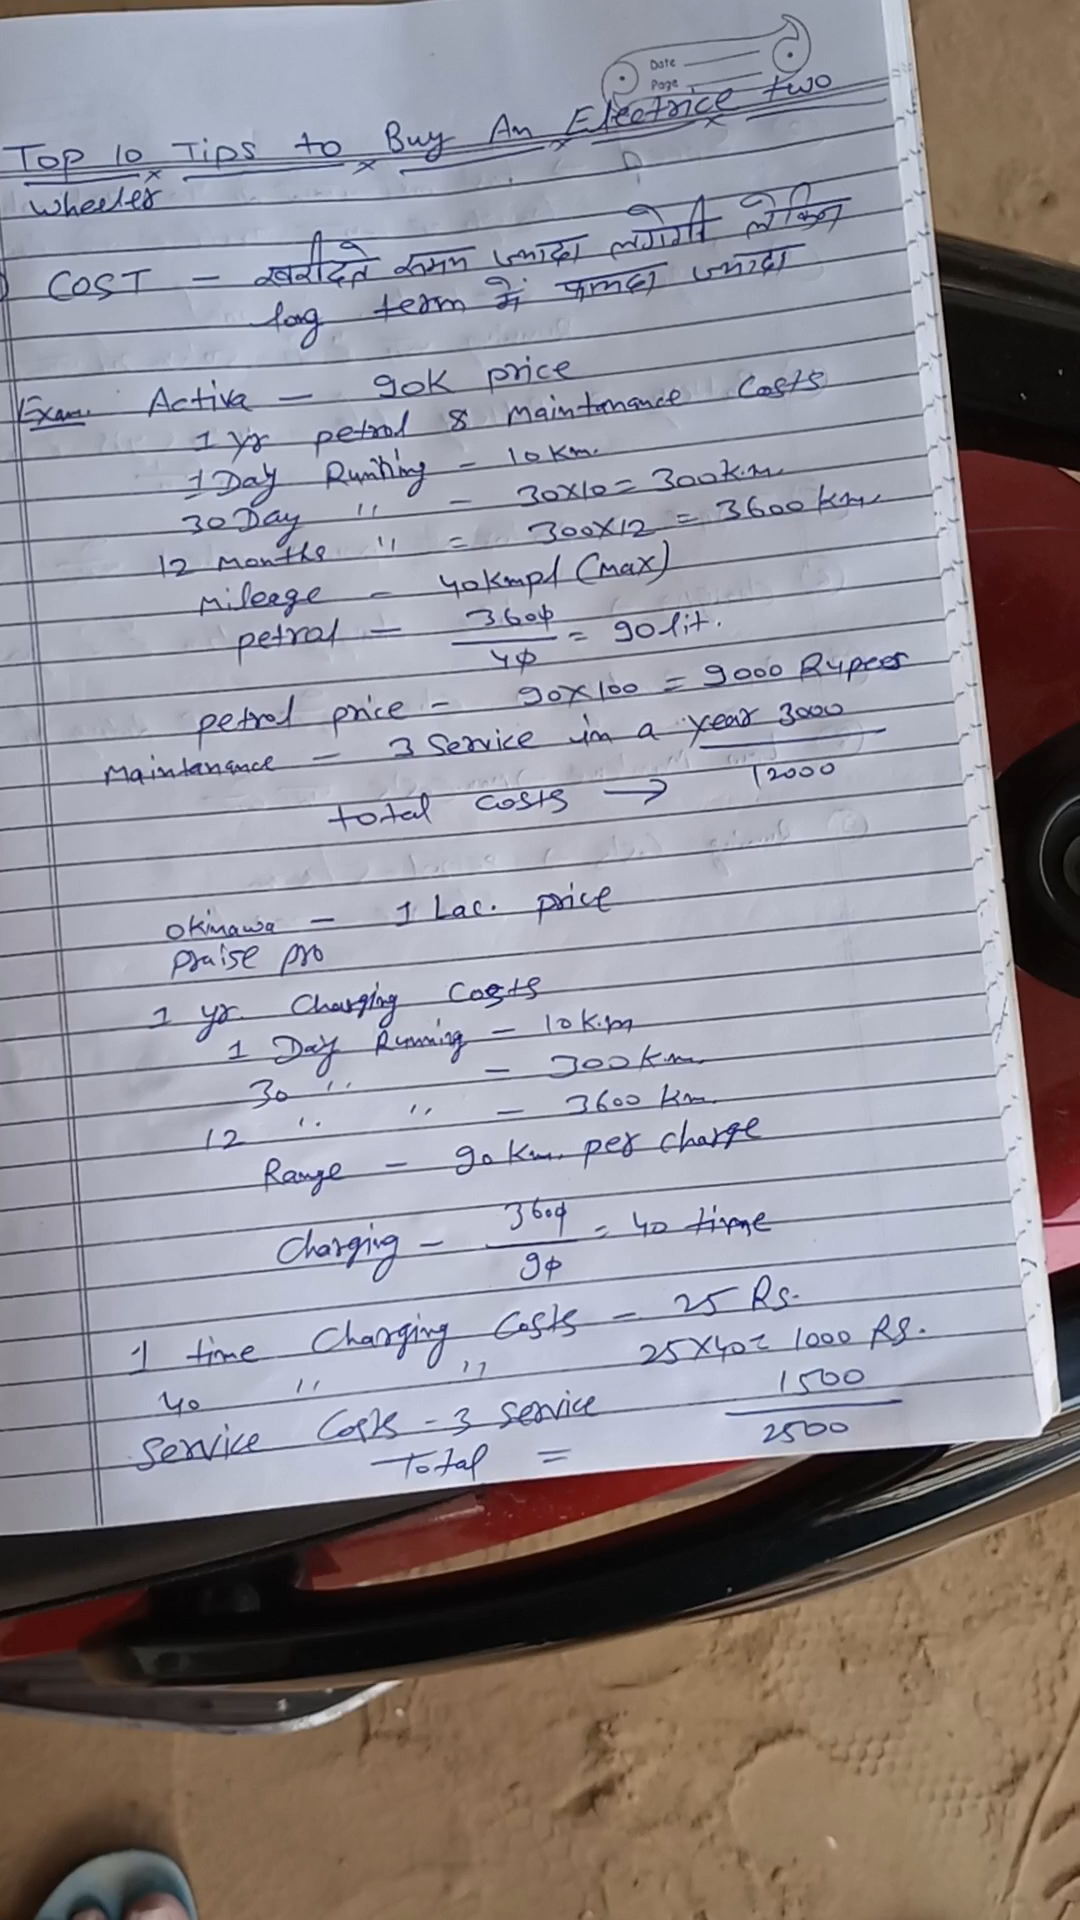 Date
Page
Top 10 Tips to Buy An Electrice two
wheeler
COST - खरीदते समय ज्यादा लगेगी लेकिन
long term में फायदा ज्यादा
Exam. Activa - 90K price
1 yr petrol & Maintanance Costs
1 Day Running - 10 Km.
30 Day " - 30x10 = 300 k.m.
12 Months " = 300x12 = 3600 km.
Mileage - 40 kmpl (Max)
petrol - 3600/40 = 90 lit.
petrol price - 90x100 = 9000 Rupees
Maintanance - 3 Service in a year 3000
total costs → 12000
okinawa - 1 Lac. price
praise pro
1 yr. Charging Costs
1 Day Running - 10 k.m
30 " - 300 km.
12 " " - 3600 km.
Range - 90 Km. per charge
Charging - 3600/90 = 40 time
1 time Charging Costs - 25 Rs.
40 " " 25x40 = 1000 RS.
Service Costs - 3 service 1500
Total = 2500